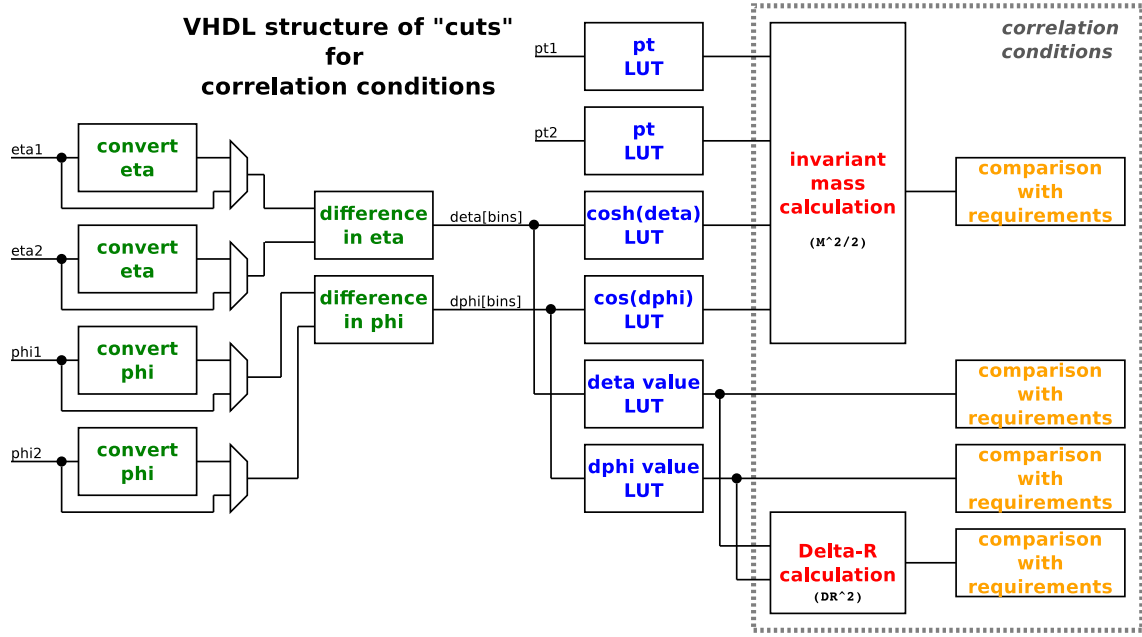 VHDL structure of "cuts"
for
correlation conditions
correlation
conditions
pt1
pt
LUT
pt2
pt
LUT
eta1
convert
eta
eta2
convert
eta
phi1
convert
phi
phi2
convert
phi
difference
in eta
difference
in phi
deta[bins]
dphi[bins]
cosh(deta)
LUT
cos(dphi)
LUT
deta value
LUT
dphi value
LUT
invariant
mass
calculation
(M^2/2)
Delta-R
calculation
(DR^2)
comparison
with
requirements
comparison
with
requirements
comparison
with
requirements
comparison
with
requirements